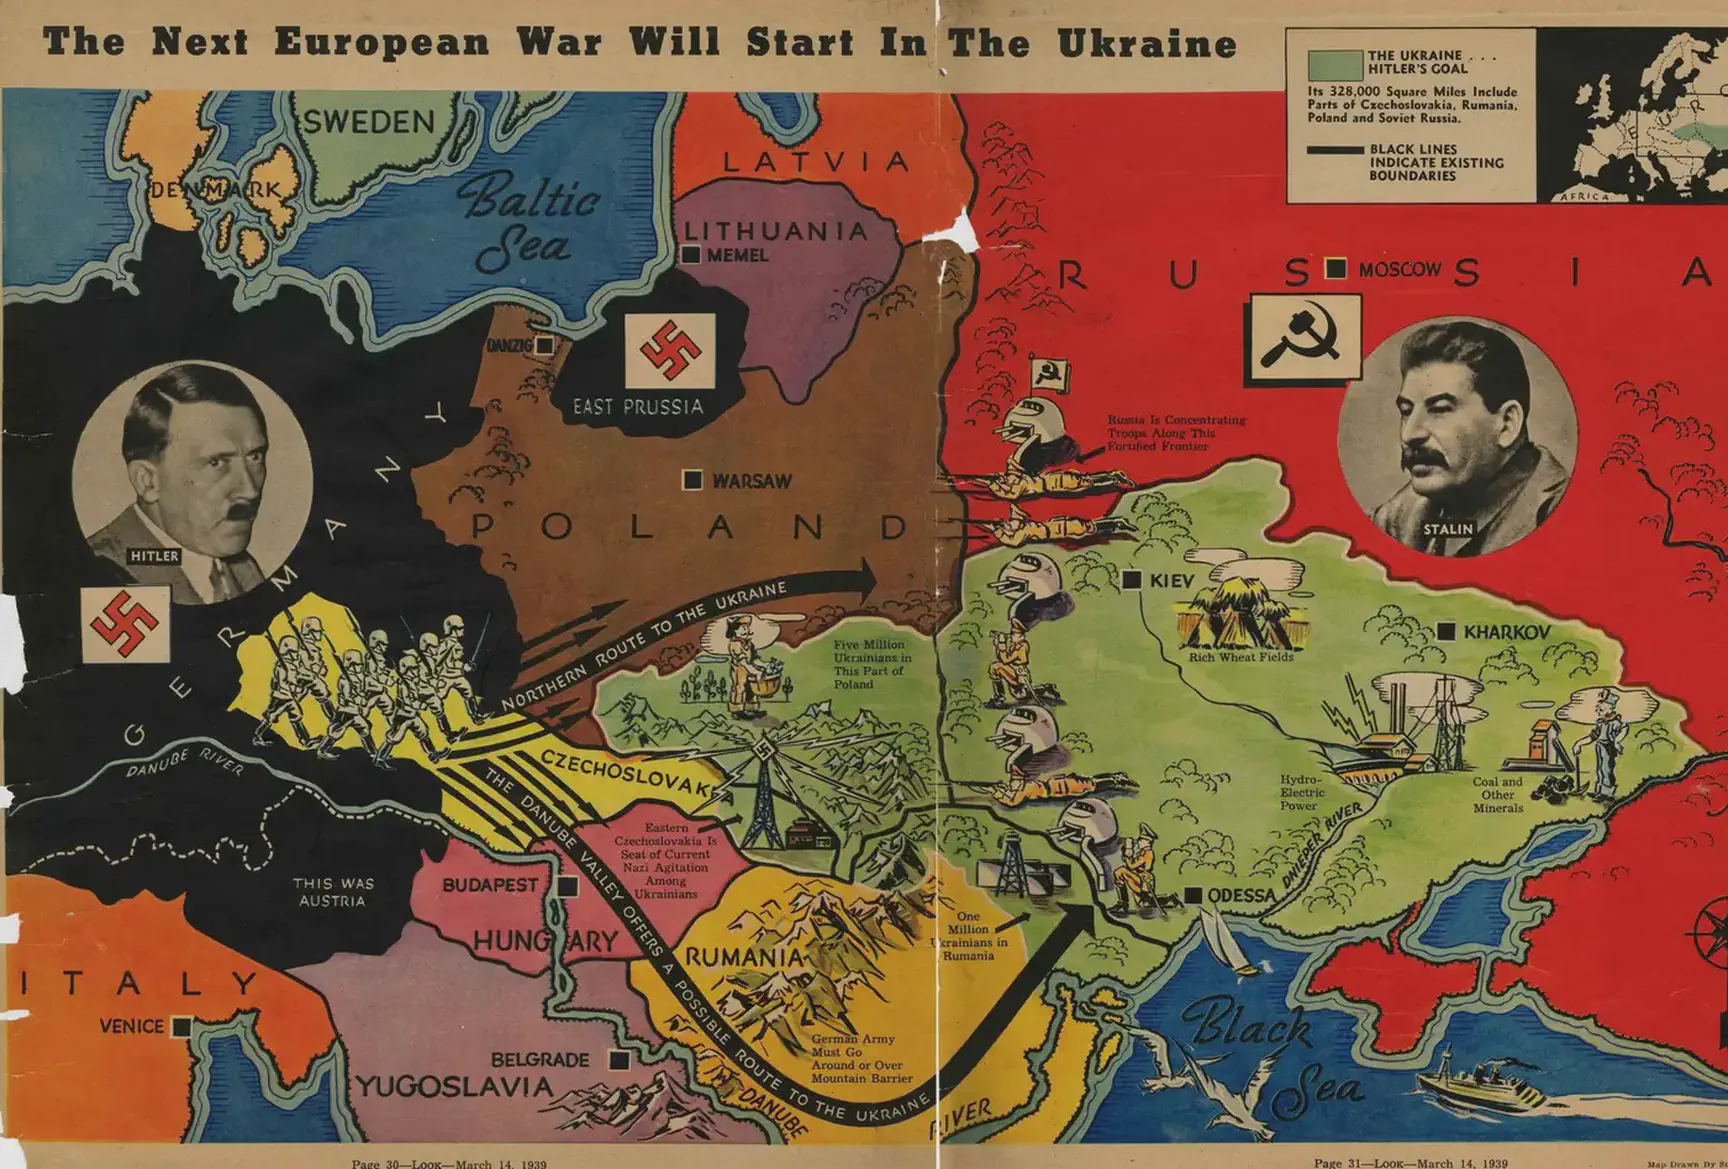 The Next European War Will Start In The Ukraine
THE UKRAINE . . .
HITLER'S GOAL
Its 328,000 Square Miles Include
Parts of Czechoslovakia, Rumania,
Poland and Soviet Russia.
BLACK LINES
INDICATE EXISTING
BOUNDARIES
EURO
AFRICA
SWEDEN
DENMARK
Baltic
Sea
LATVIA
LITHUANIA
MEMEL
RUSSIA
MOSCOW
DANZIG
EAST PRUSSIA
GERMANY
HITLER
STALIN
Russia Is Concentrating
Troops Along This
Fortified Frontier
WARSAW
POLAND
KIEV
Rich Wheat Fields
KHARKOV
NORTHERN ROUTE TO THE UKRAINE
Five Million
Ukrainians in
This Part of
Poland
DANUBE RIVER
CZECHOSLOVAKIA
Hydro-
Electric
Power
Coal and
Other
Minerals
DNIEPER RIVER
THE DANUBE VALLEY OFFERS A POSSIBLE ROUTE TO THE UKRAINE
Eastern
Czechoslovakia Is
Seat of Current
Nazi Agitation
Among
Ukrainians
THIS WAS
AUSTRIA
BUDAPEST
HUNGARY
ODESSA
One
Million
Ukrainians in
Rumania
RUMANIA
ITALY
VENICE
German Army
Must Go
Around or Over
Mountain Barrier
BELGRADE
YUGOSLAVIA
DANUBE
RIVER
Black
Sea
Page 30—LOOK—March 14, 1939
Page 31—LOOK—March 14, 1939
Map Drawn By